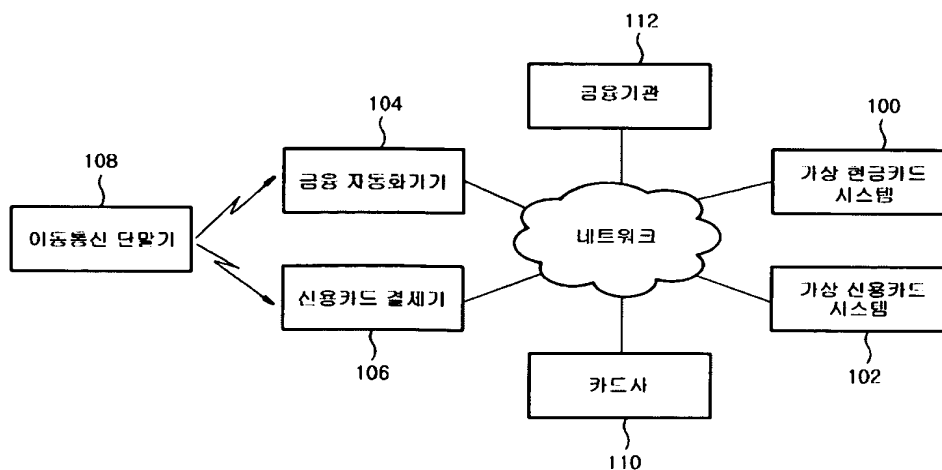 112
금융기관
104
금융 자동화기기
100
가상 현금카드
시스템
108
이동통신 단말기
네트워크
신용카드 결제기
106
가상 신용카드
시스템
102
카드사
110